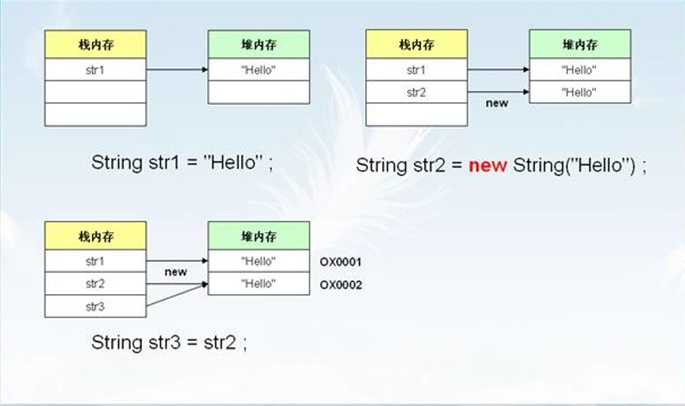 栈内存 堆内存
str1 "Hello"
String str1 = "Hello" ;
栈内存 堆内存
str1 "Hello"
str2 "Hello"
new
String str2 = new String("Hello") ;
栈内存 堆内存
str1 "Hello" OX0001
new
str2 "Hello" OX0002
str3
String str3 = str2 ;